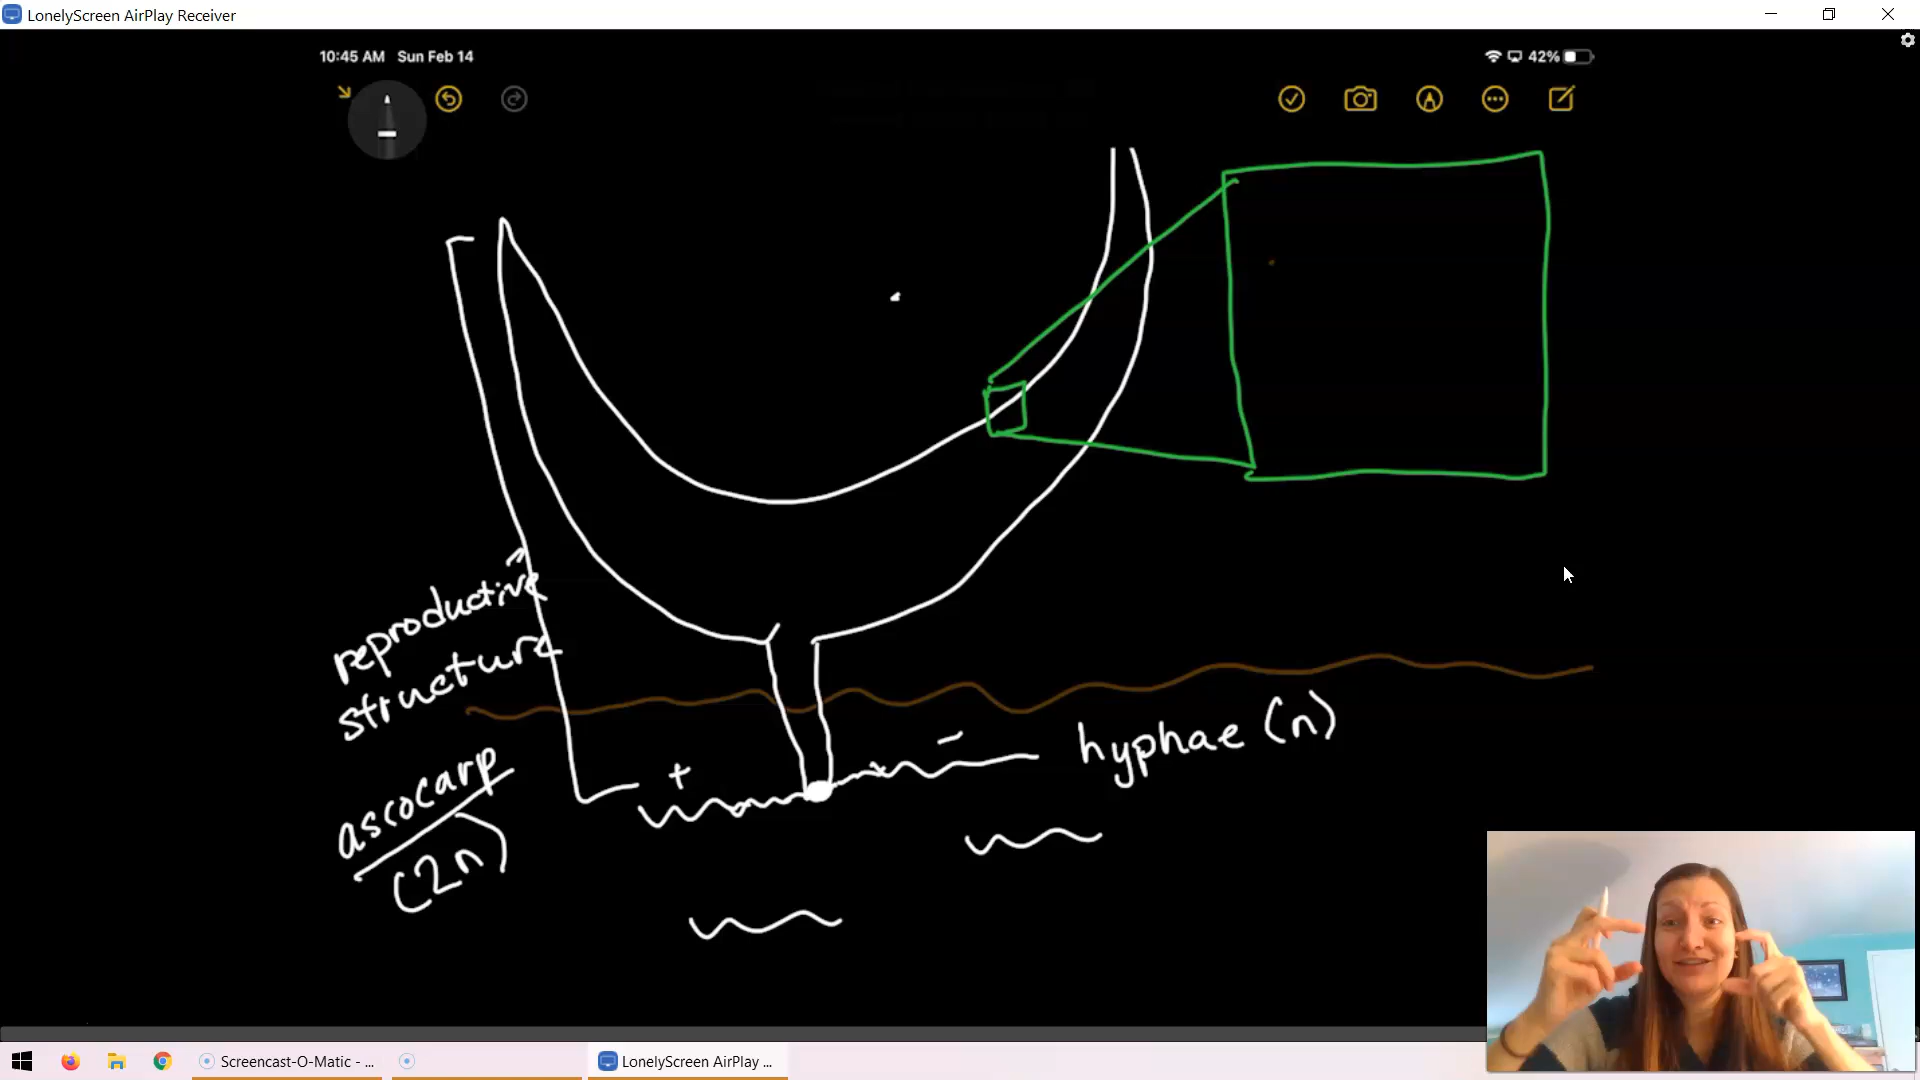 LonelyScreen AirPlay Receiver
10:45 AM Sun Feb 14
42%
reproductive
structure
ascocarp
(2n)
+
-
hyphae (n)
Screencast-O-Matic - ...
LonelyScreen AirPlay ...